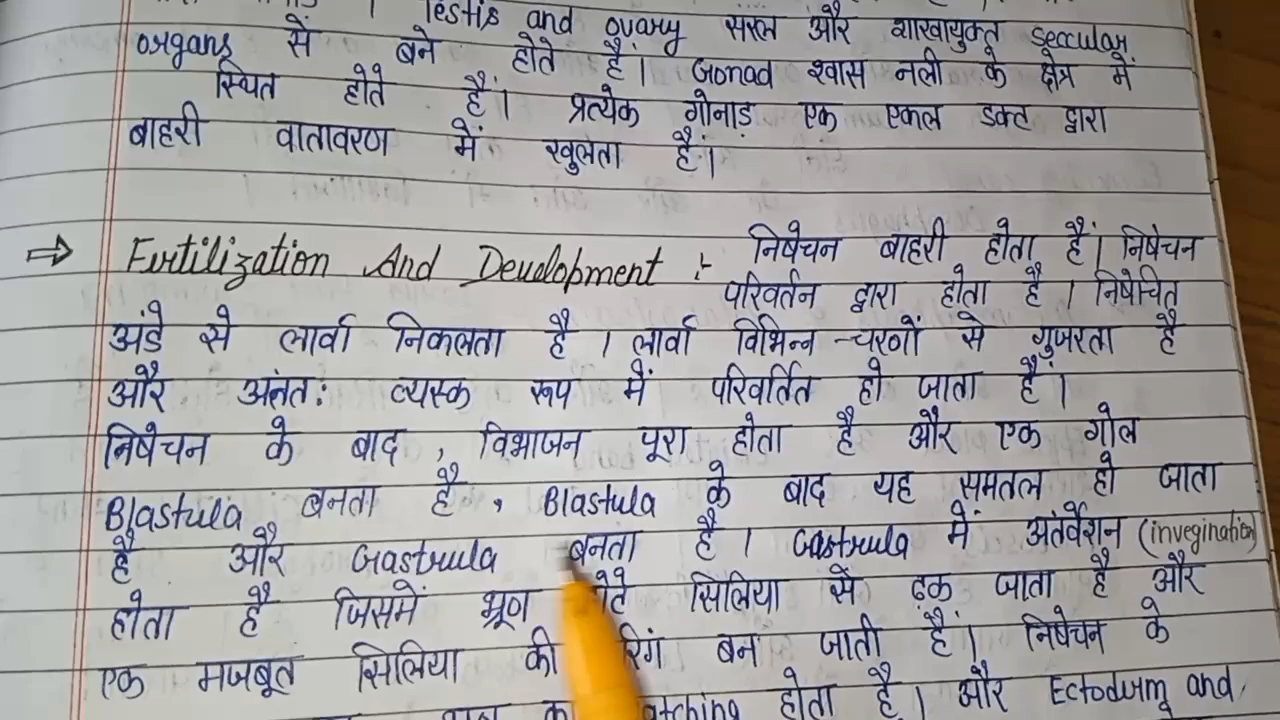 Testis and ovary सरल और शाखायुक्त seccular
organs से बने होते हैं। Gonad श्वास नली के क्षेत्र में
स्थित होते हैं। प्रत्येक गोनाड़ एक एकल डक्ट द्वारा
बाहरी वातावरण में खुलता हैं।
⇒ Fertilization And Development :- निषेचन बाहरी होता हैं। निषेचन
परिवर्तन द्वारा होता है । निषेचित
अंडे से लार्वा निकलता है । लार्वा विभिन्न चरणों से गुजरता है
और अंततः व्यस्क रूप में परिवर्तित हो जाता हैं।
निषेचन के बाद , विभाजन पूरा होता है और एक गोल
Blastula बनता है , Blastula के बाद यह समतल हो जाता
है और Gastrula बनता है । Gastrula में अंतर्वेशन (invegination)
होता है जिसमें भ्रूण सिलिया से ढ़क जाता है और
एक मजबूत सिलिया की रिंग बन जाती हैं। निषेचन के
होता है । और Ectoderm and,